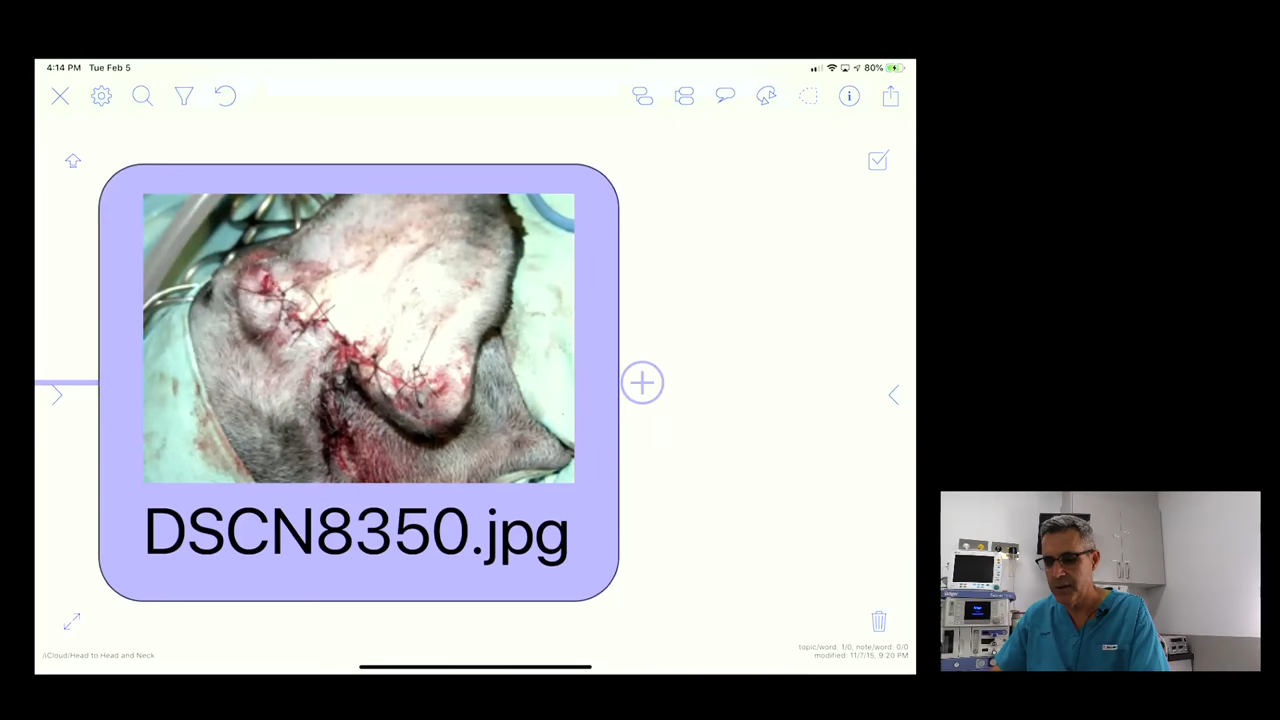 4:14 PM Tue Feb 5
80%
DSCN8350.jpg
/iCloud/Head to Head and Neck
topic/word: 1/0, note/word: 0/0
modified: 11/7/15, 9:20 PM